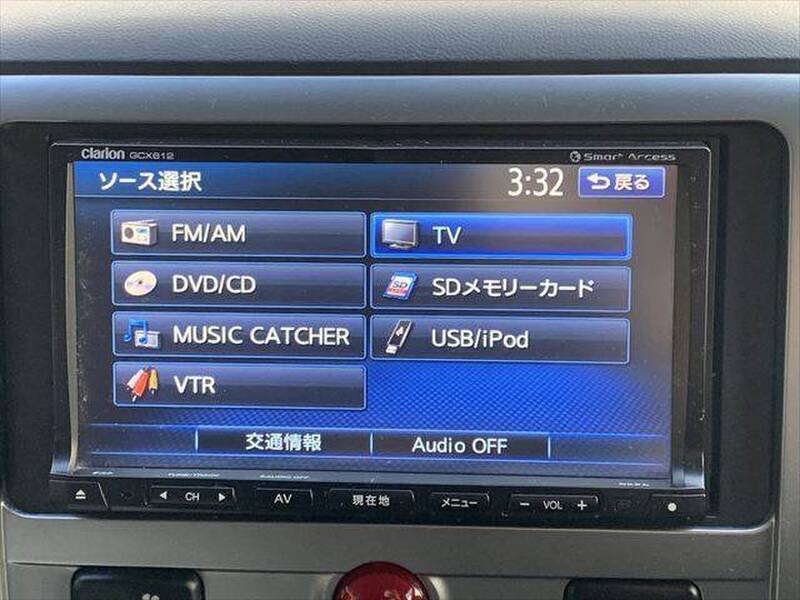 clarion GCX612 Smart Access
ソース選択 3:32 戻る
FM/AM TV
DVD/CD SDメモリーカード
MUSIC CATCHER USB/iPod
VTR
交通情報 Audio OFF
CH AV 現在地 メニュー − VOL +